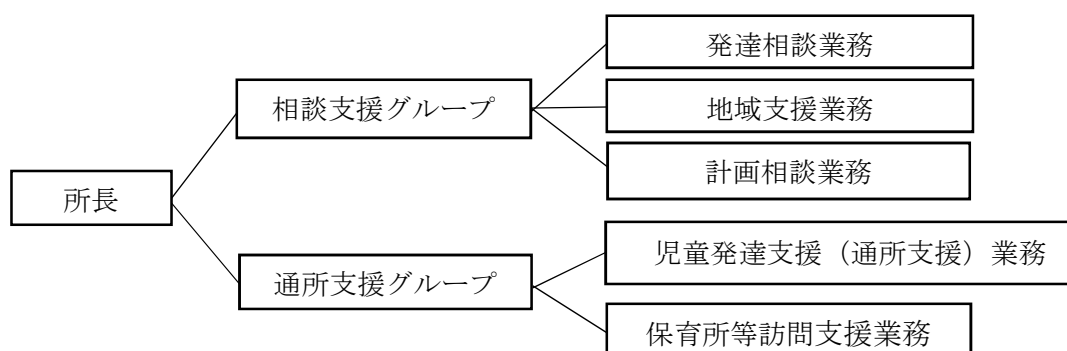 発達相談業務
相談支援グループ
地域支援業務
計画相談業務
所長
児童発達支援（通所支援）業務
通所支援グループ
保育所等訪問支援業務